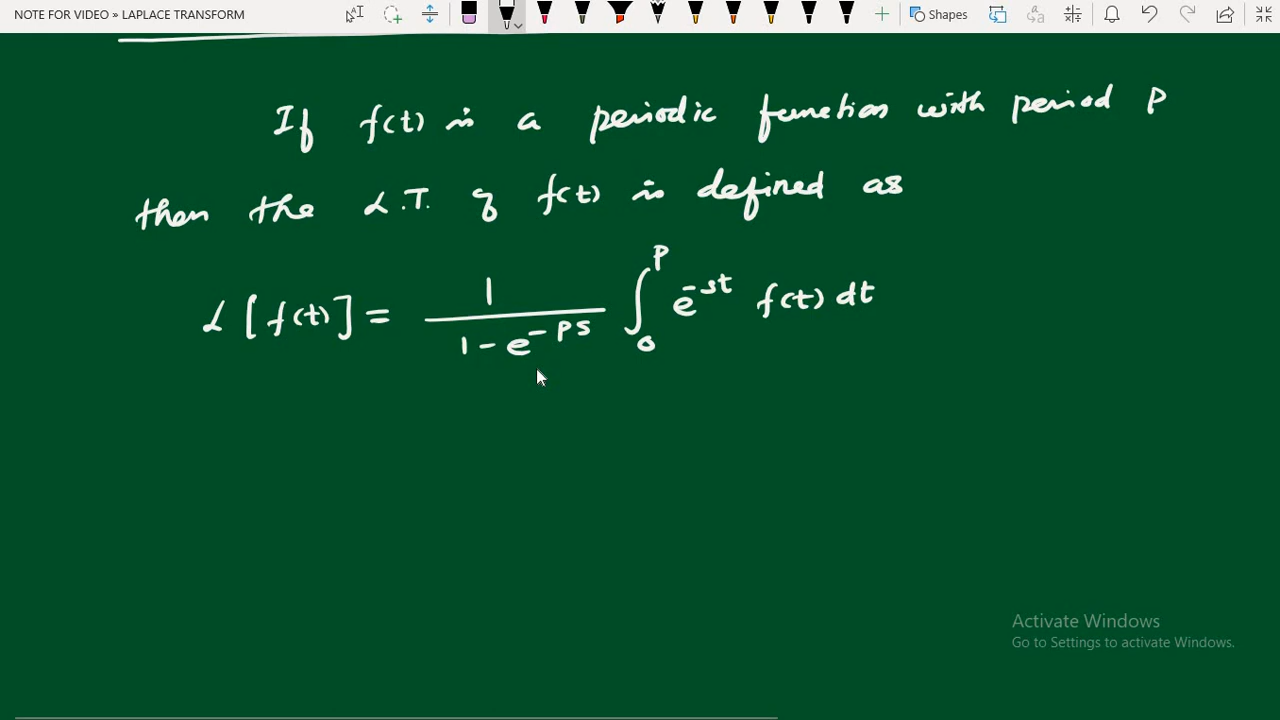 NOTE FOR VIDEO » LAPLACE TRANSFORM
Shapes
If f(t) is a periodic function with period P
then the L.T. of f(t) is defined as
L[f(t)] = 1/(1 - e^{-ps}) ∫_0^P e^{-st} f(t) dt
Activate Windows
Go to Settings to activate Windows.